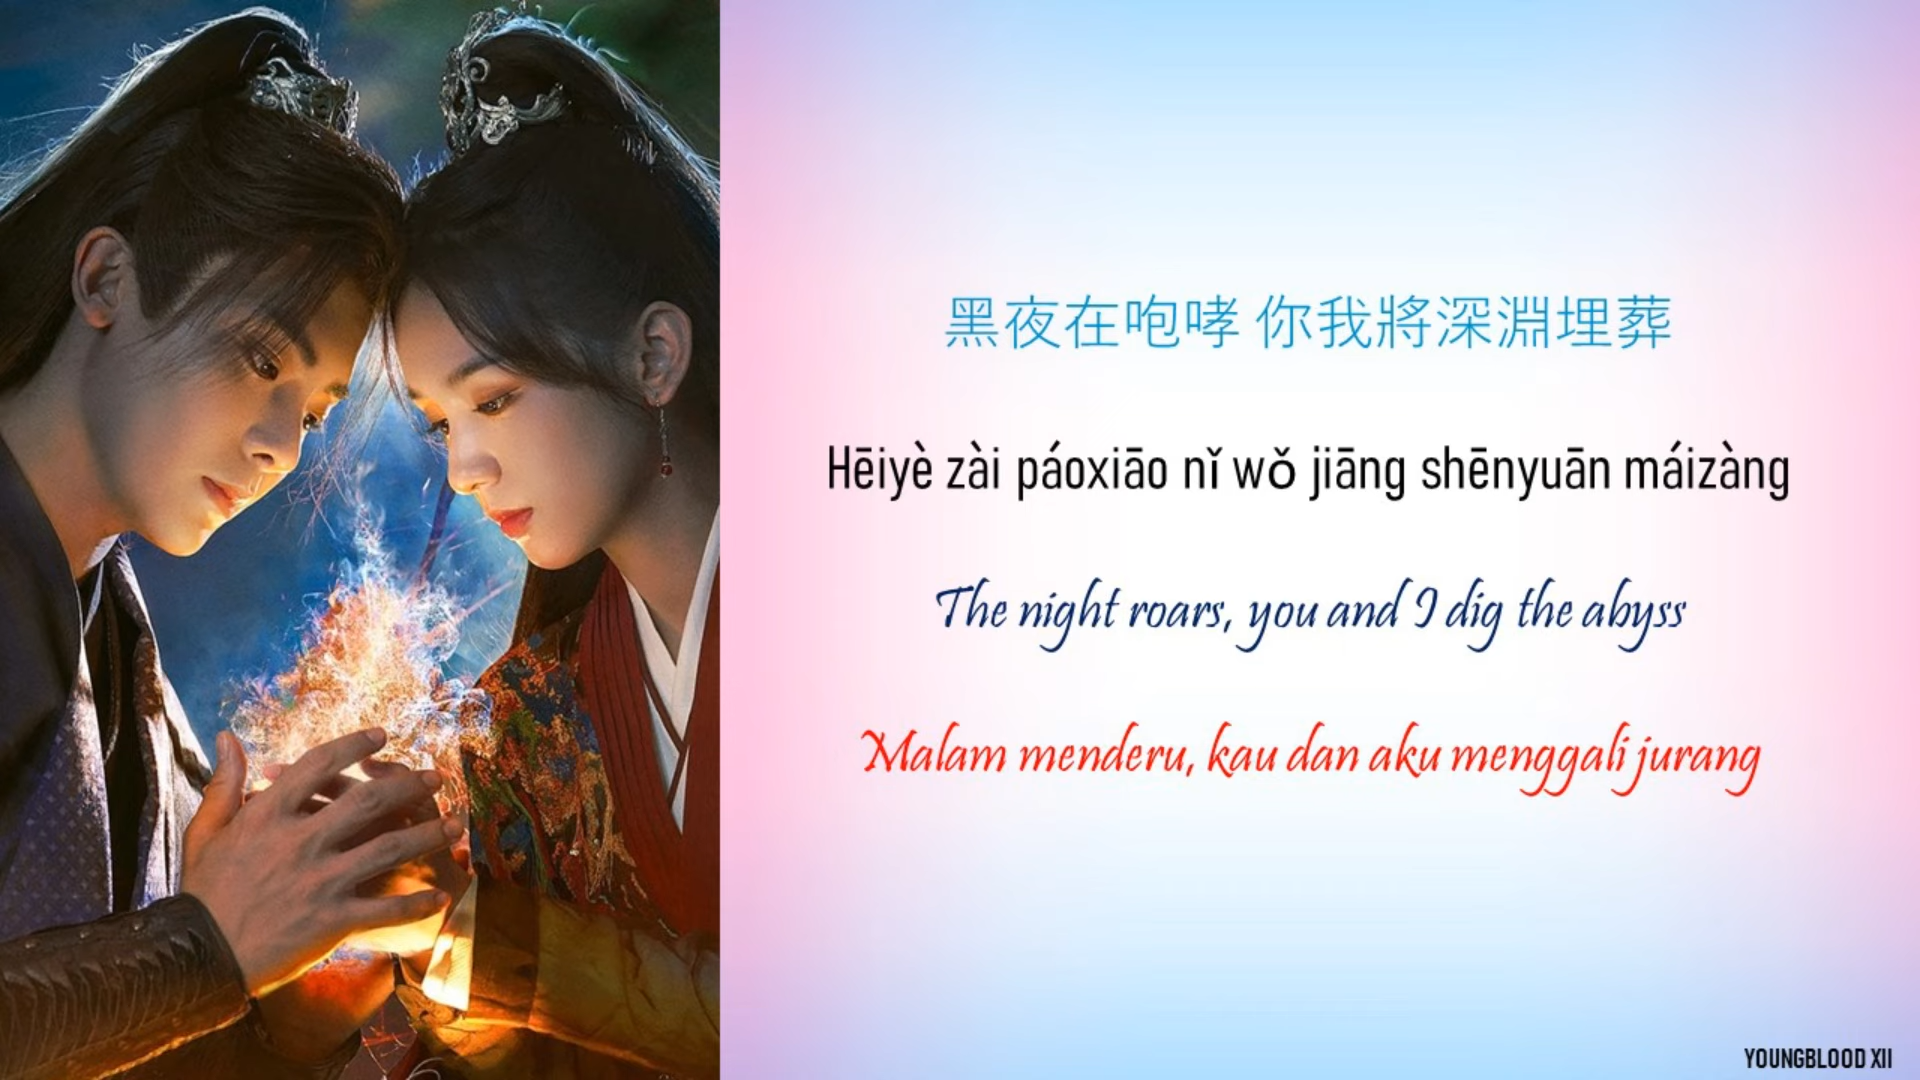 黑夜在咆哮 你我將深淵埋葬
Hēiyè zài páoxiāo nǐ wǒ jiāng shēnyuān máizàng
The night roars, you and I dig the abyss
Malam menderu, kau dan aku menggali jurang
YOUNGBLOOD XII